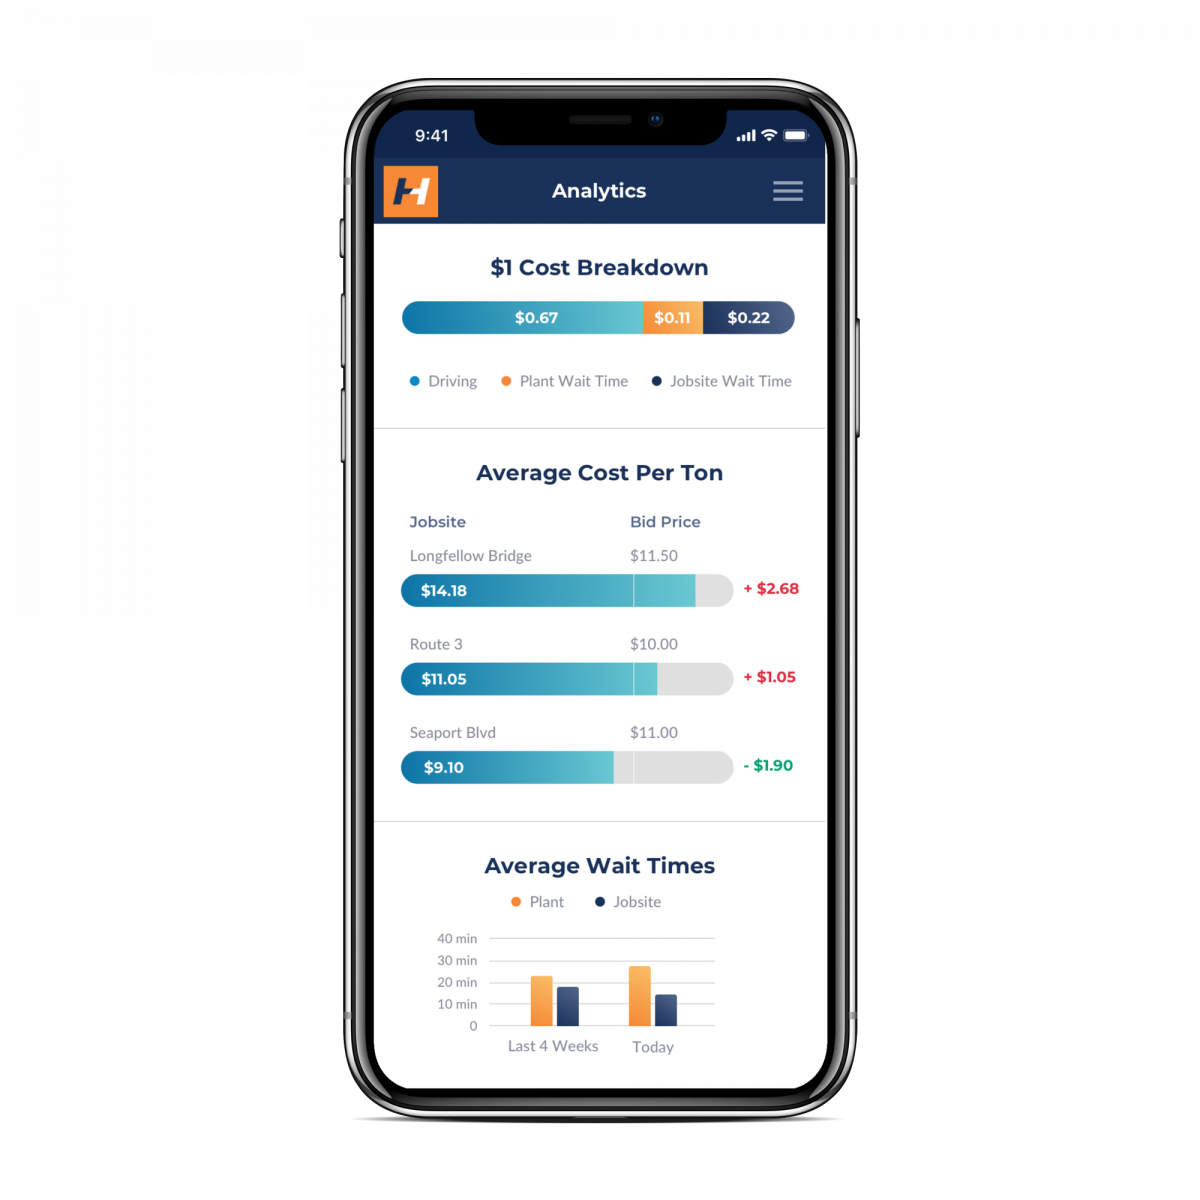 9:41
H
Analytics
$1 Cost Breakdown
$0.67 $0.11 $0.22
Driving Plant Wait Time Jobsite Wait Time
Average Cost Per Ton
Jobsite Bid Price
Longfellow Bridge $11.50
$14.18 + $2.68
Route 3 $10.00
$11.05 + $1.05
Seaport Blvd $11.00
$9.10 - $1.90
Average Wait Times
Plant Jobsite
40 min
30 min
20 min
10 min
0
Last 4 Weeks Today